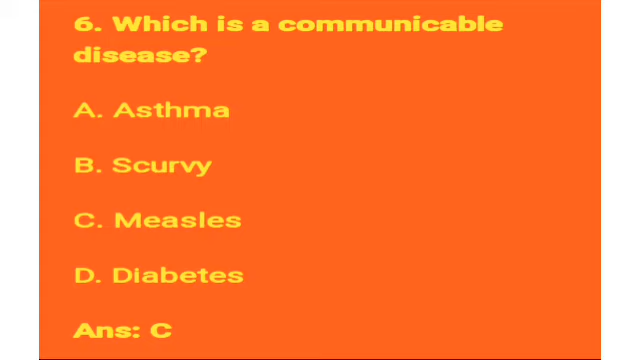 6. Which is a communicable
disease?
A. Asthma
B. Scurvy
C. Measles
D. Diabetes
Ans: C